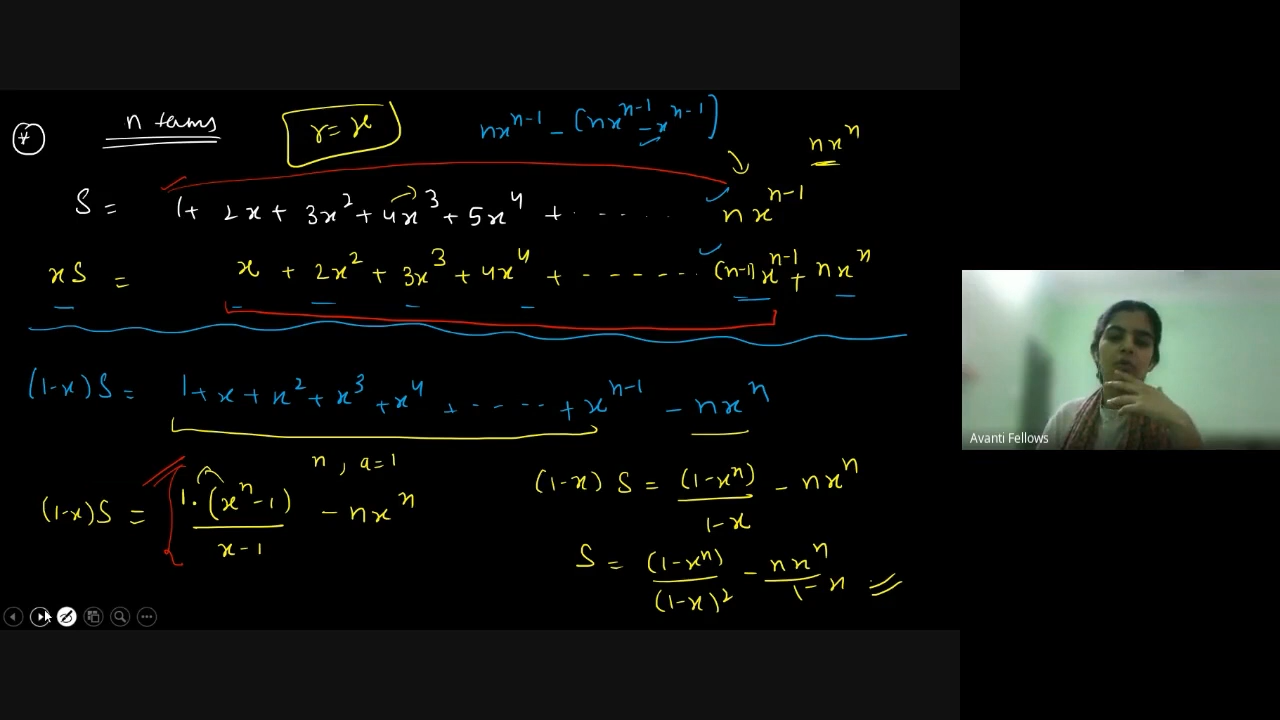 * n terms r = x nx^{n-1} - (nx^{n-1} - x^{n-1})
nx^n
S = 1 + 2x + 3x^2 + 4x^3 + 5x^4 + ...... nx^{n-1}
xS = x + 2x^2 + 3x^3 + 4x^4 + ------... (n-1)x^{n-1} + nx^n
(1-x)S = 1 + x + x^2 + x^3 + x^4 + ...... + x^{n-1} - nx^n
n, a=1
(1-x)S = 1·(x^n - 1)/(x - 1) - nx^n
(1-x) S = (1-x^n)/(1-x) - nx^n
S = (1-x^n)/(1-x)^2 - nx^n/(1-x)
Avanti Fellows